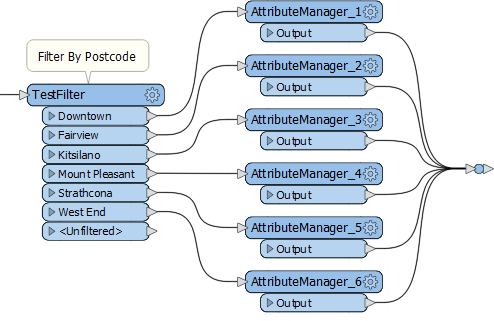 Filter By Postcode
TestFilter
Downtown
Fairview
Kitsilano
Mount Pleasant
Strathcona
West End
<Unfiltered>
AttributeManager_1
Output
AttributeManager_2
Output
AttributeManager_3
Output
AttributeManager_4
Output
AttributeManager_5
Output
AttributeManager_6
Output